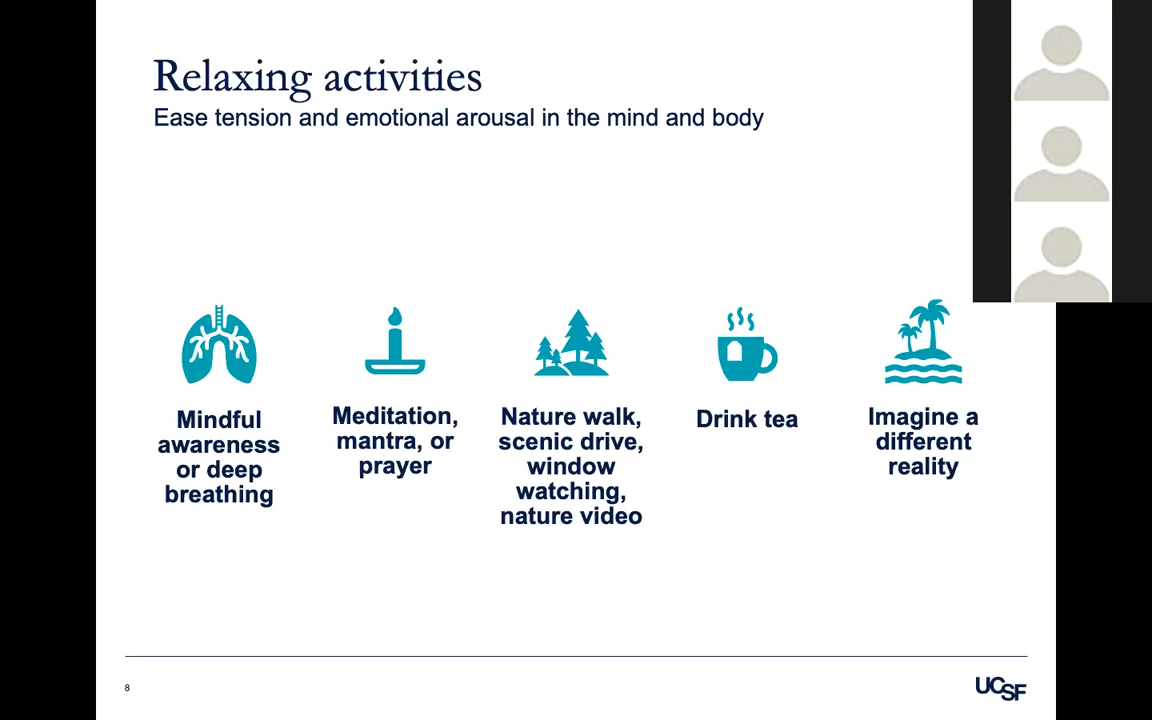 Relaxing activities
Ease tension and emotional arousal in the mind and body
Mindful
awareness
or deep
breathing
Meditation,
mantra, or
prayer
Nature walk,
scenic drive,
window
watching,
nature video
Drink tea
Imagine a
different
reality
8
UCSF